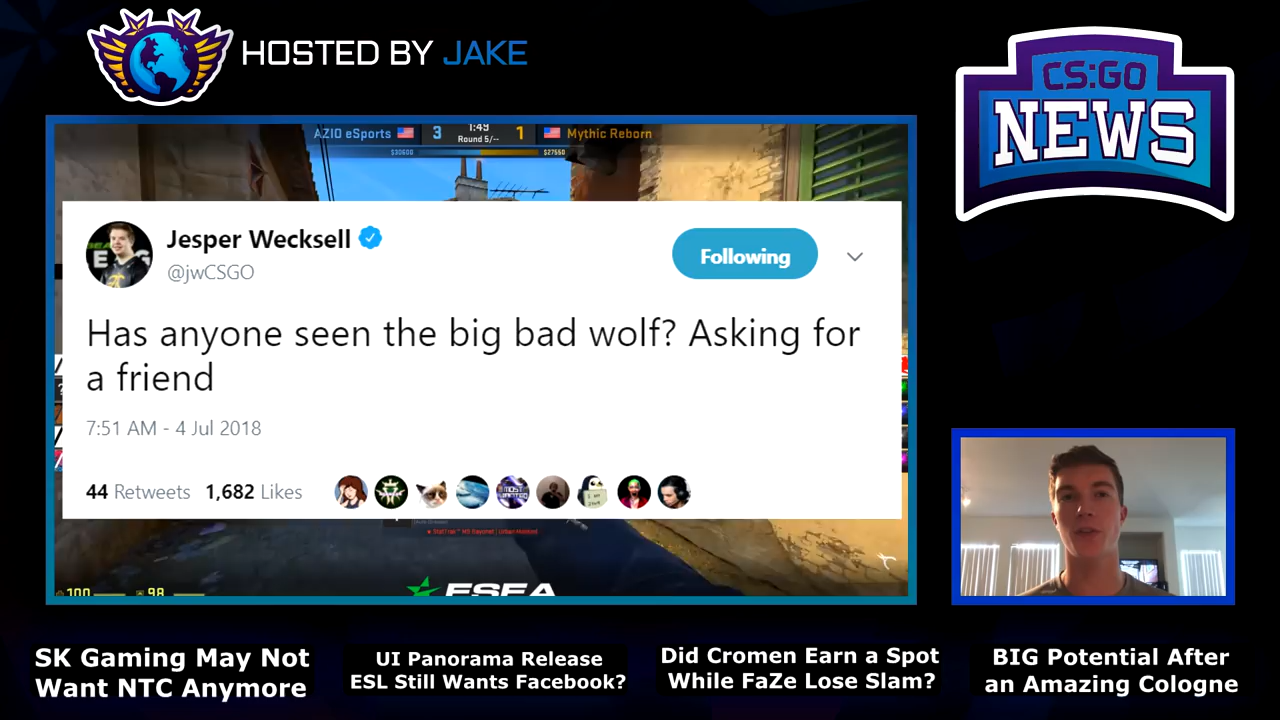 HOSTED BY JAKE
CS:GO
NEWS
AZIO eSports 3 1:49 1 Mythic Reborn
Round 5/--
$30600 $27550
Jesper Wecksell
@jwCSGO
Following
Has anyone seen the big bad wolf? Asking for
a friend
7:51 AM - 4 Jul 2018
44 Retweets 1,682 Likes
100 98
ESEA
SK Gaming May Not
Want NTC Anymore
UI Panorama Release
ESL Still Wants Facebook?
Did Cromen Earn a Spot
While FaZe Lose Slam?
BIG Potential After
an Amazing Cologne